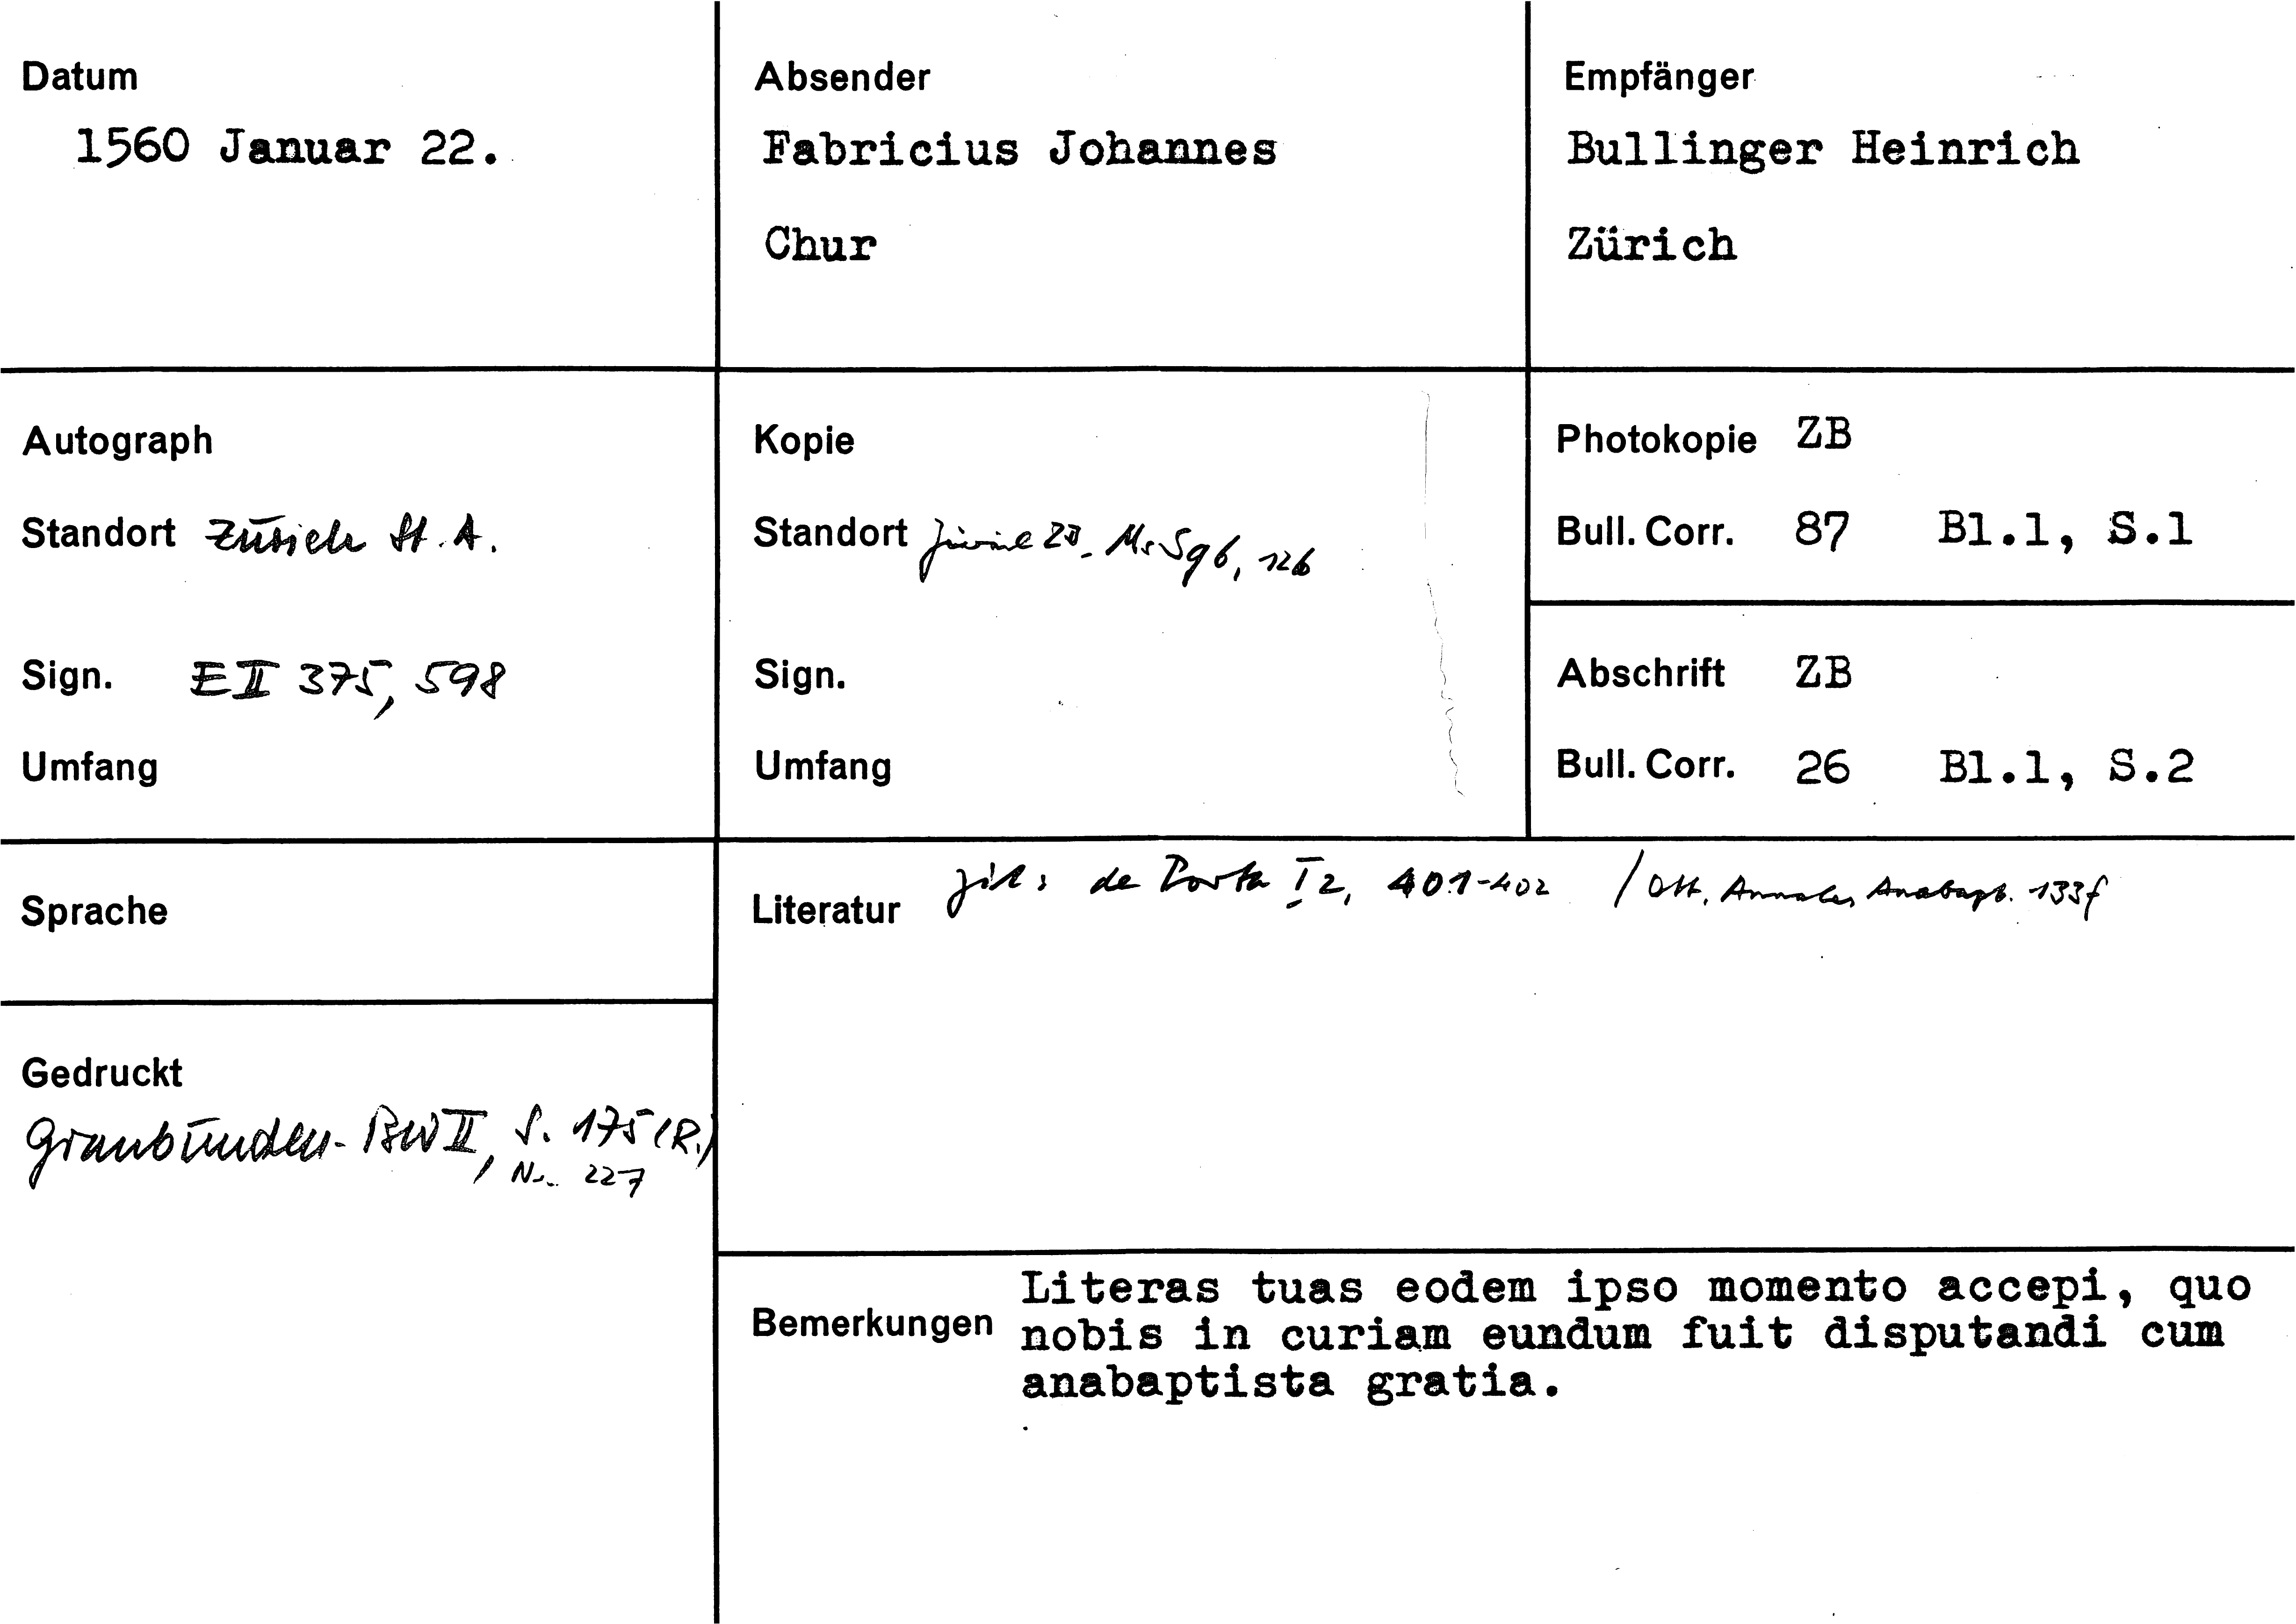 Datum
1560 Januar 22.
Absender
Fabricius Johannes
Chur
Empfänger
Bullinger Heinrich
Zürich
Autograph
Standort Zürich St. A.
Sign. E II 375, 598
Umfang
Kopie
Standort Zürich ZB, Ms S 96, 126
Sign.
Umfang
Photokopie ZB
Bull. Corr. 87 Bl.1, S.1
Abschrift ZB
Bull. Corr. 26 Bl.1, S.2
Sprache
Gedruckt
Graubünden-BW II, S. 175 (R.)
Nr. 227
Literatur zit: de Porta I 2, 401-402 / Ott, Annales Anabapt. 133f
Bemerkungen
Literas tuas eodem ipso momento accepi, quo
nobis in curiam eundum fuit disputandi cum
anabaptista gratia.